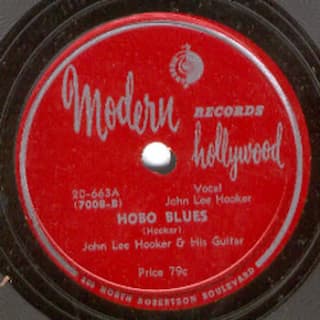 Modern RECORDS
hollywood
20-663A
(7008-B)
Vocal
John Lee Hooker
HOBO BLUES
(Hooker)
John Lee Hooker & His Guitar
Price 79c
686 NORTH ROBERTSON BOULEVARD